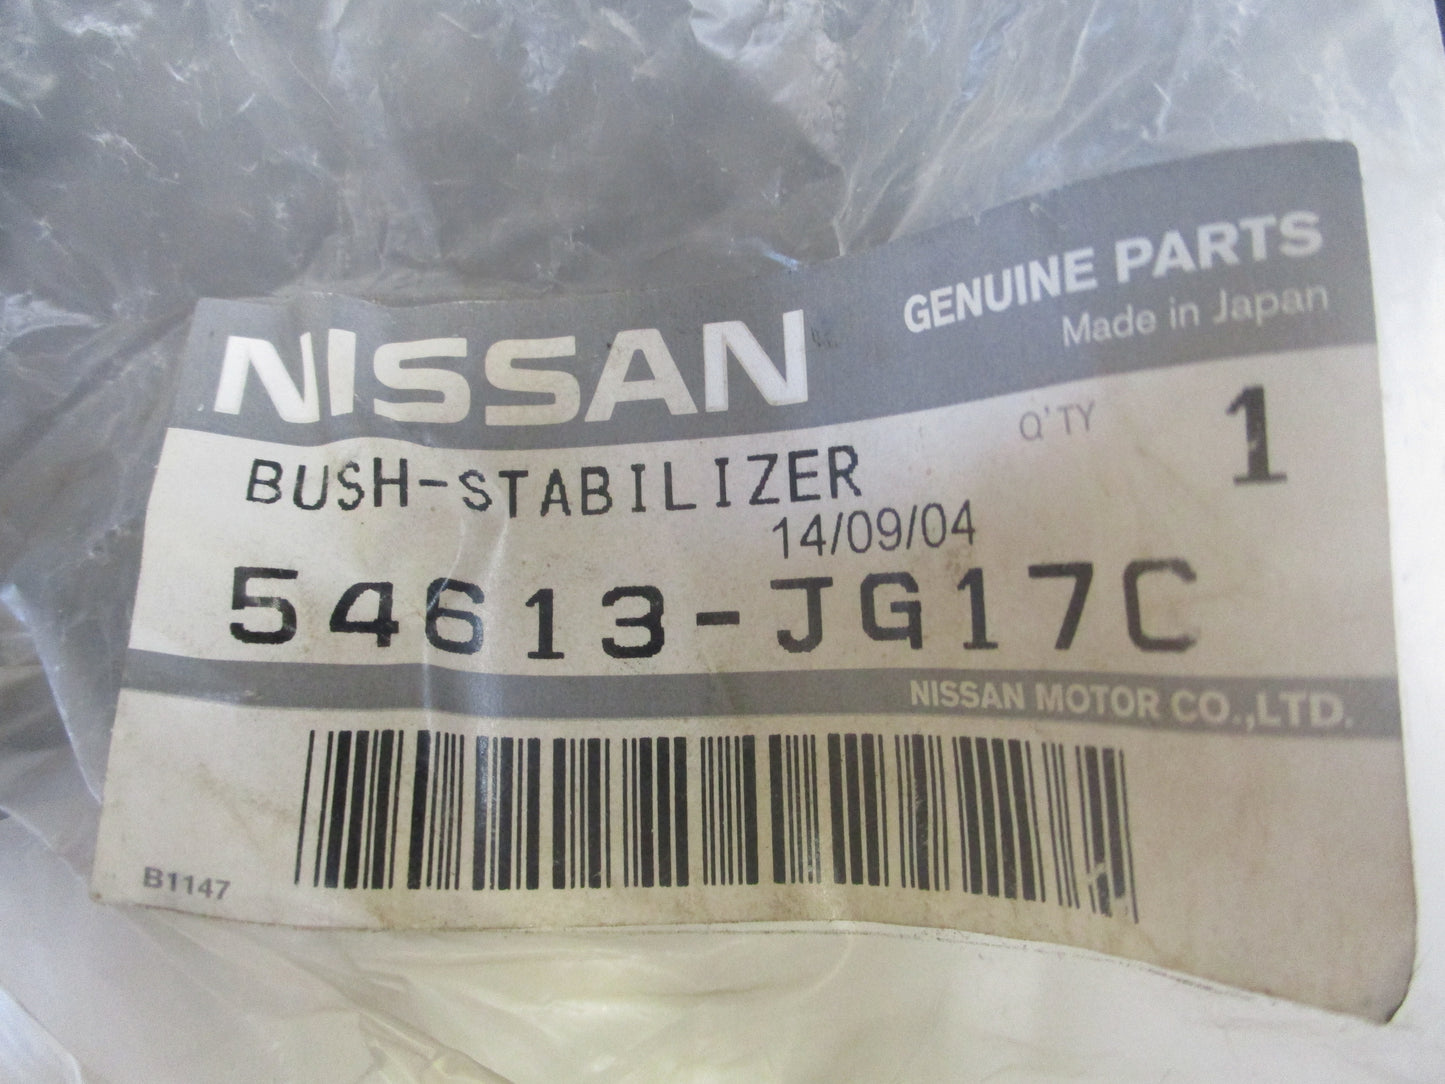 NISSAN
GENUINE PARTS
Made in Japan
Q'TY 1
BUSH-STABILIZER
14/09/04
54613-JG17C
NISSAN MOTOR CO.,LTD.
B1147